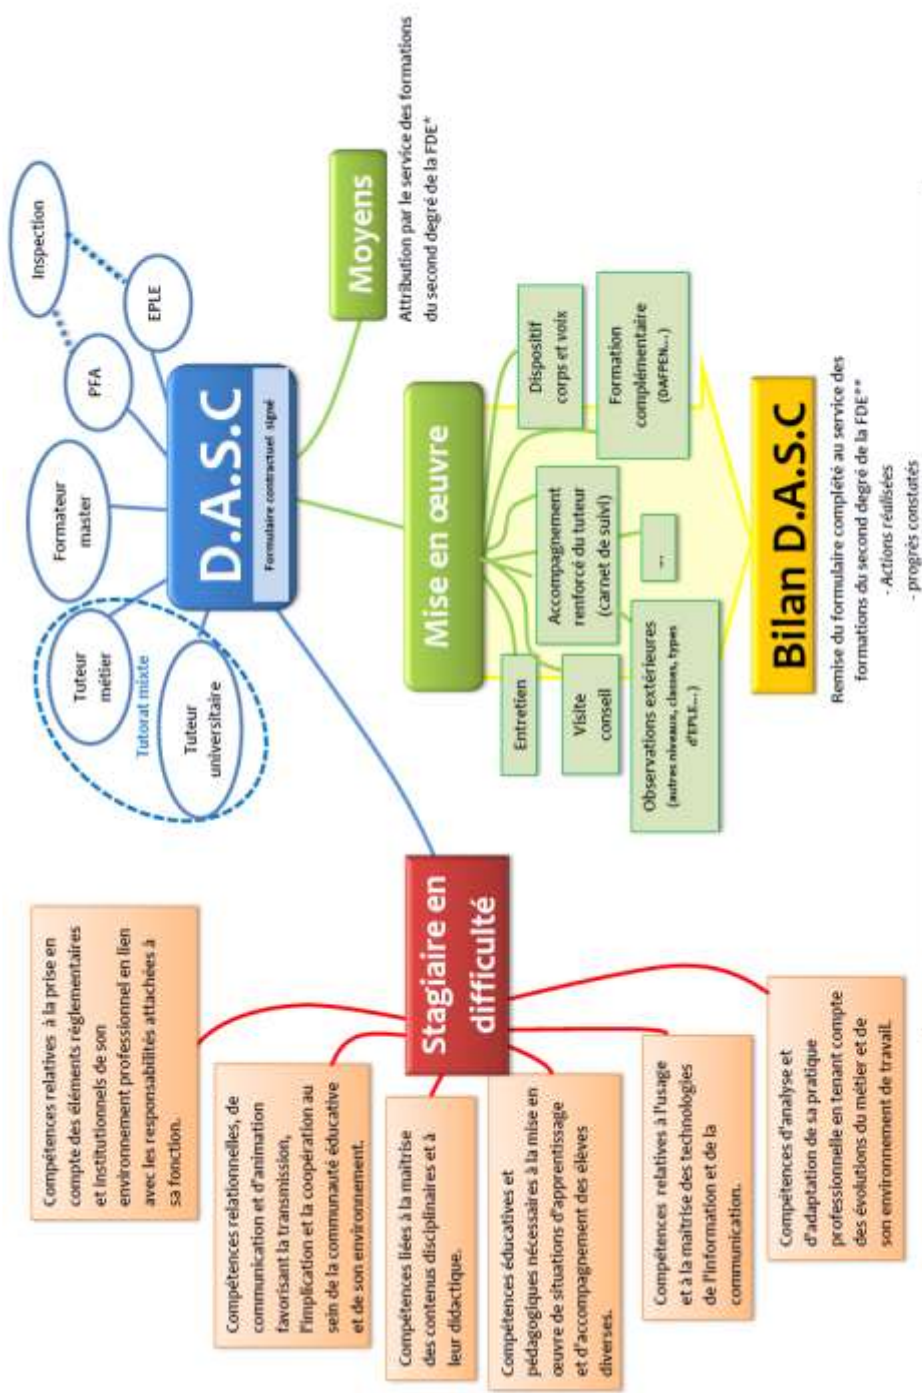 Compétences relatives à la prise en
compte des éléments réglementaires
et institutionnels de son
environnement professionnel en lien
avec les responsabilités attachées à
sa fonction.
Compétences relationnelles, de
communication et d'animation
favorisant la transmission,
l'implication et la coopération au
sein de la communauté éducative
et de son environnement.
Compétences liées à la maîtrise
des contenus disciplinaires et à
leur didactique.
Compétences éducatives et
pédagogiques nécessaires à la mise en
œuvre de situations d'apprentissage
et d'accompagnement des élèves
diverses.
Compétences relatives à l'usage
et à la maîtrise des technologies
de l'information et de la
communication.
Compétences d'analyse et
d'adaptation de sa pratique
professionnelle en tenant compte
des évolutions du métier et de
son environnement de travail.
Stagiaire en
difficulté
Tuteur
métier
Tutorat mixte
Tuteur
universitaire
Formateur
master
PFA
Inspection
EPLE
D.A.S.C
Formulaire contractuel signé
Moyens
Attribution par le service des formations
du second degré de la FDE*
Mise en œuvre
Entretien
Visite
conseil
Observations extérieures
(autres niveaux, classes, types
d'EPLE...)
Accompagnement
renforcé du tuteur
(carnet de suivi)
...
Dispositif
corps et voix
Formation
complémentaire
(DAFPEN...)
Bilan D.A.S.C
Remise du formulaire complété au service des
formations du second degré de la FDE**
- Actions réalisées
- progrès constatés